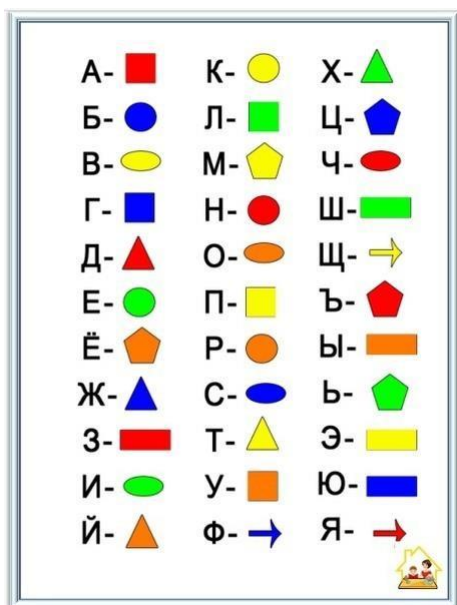 А- К- Х-
Б- Л- Ц-
В- М- Ч-
Г- Н- Ш-
Д- О- Щ-
Е- П- Ъ-
Ё- Р- Ы-
Ж- С- Ь-
З- Т- Э-
И- У- Ю-
Й- Ф- Я-